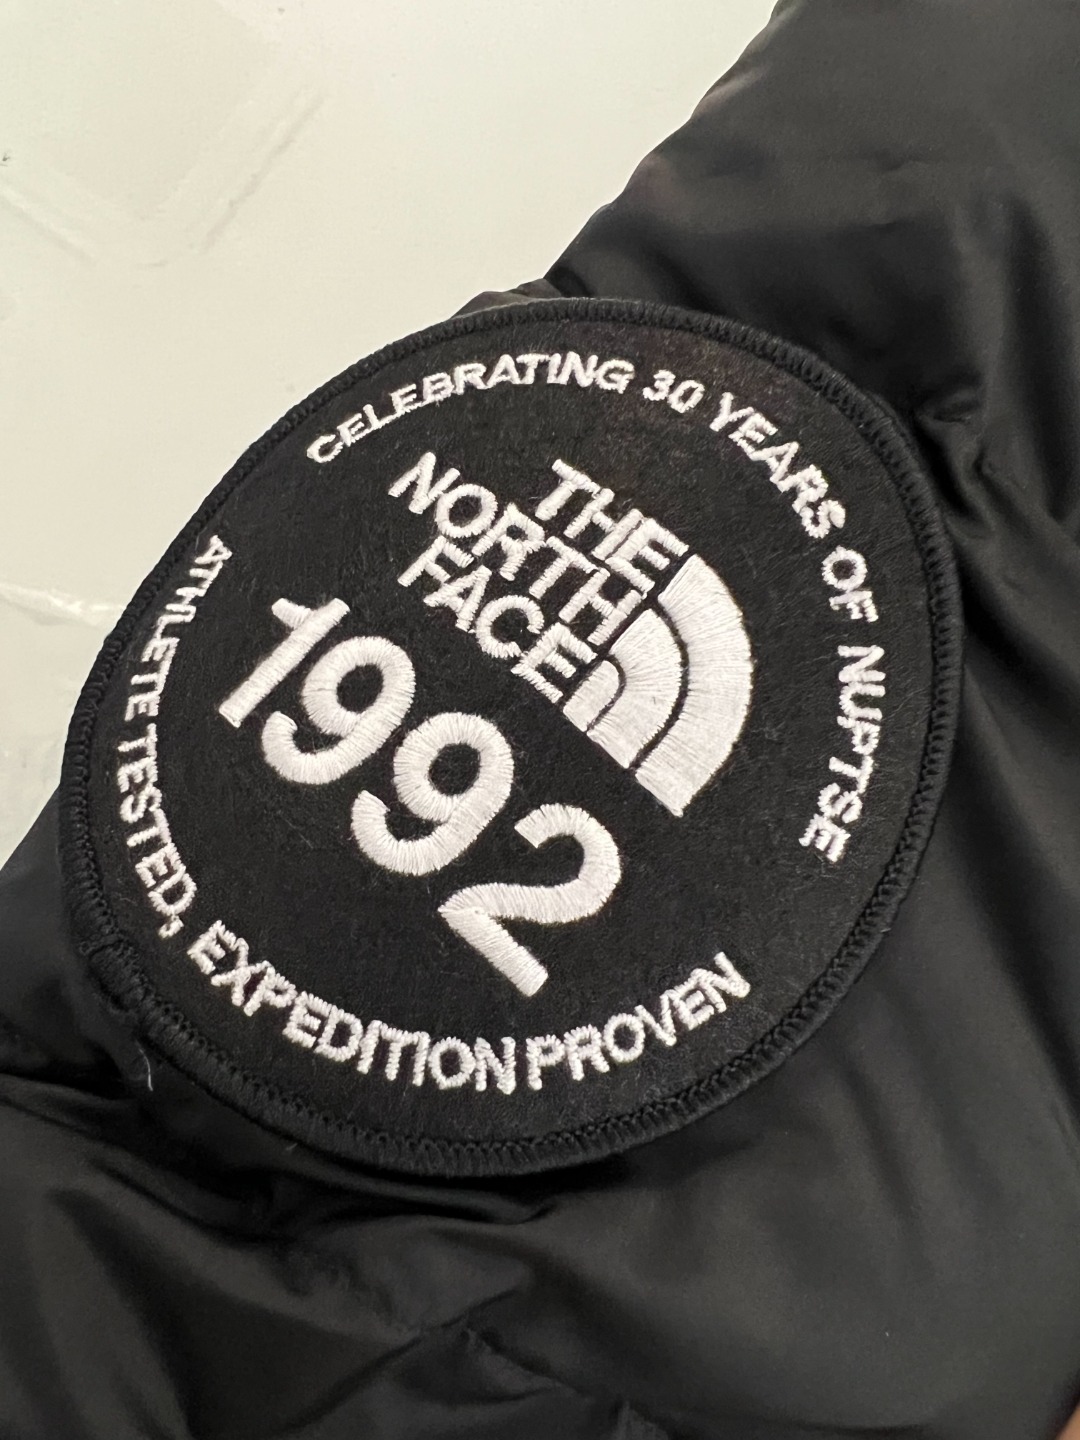 CELEBRATING 30 YEARS OF NUPTSE
THE
NORTH
FACE
1992
ATHLETE TESTED, EXPEDITION PROVEN